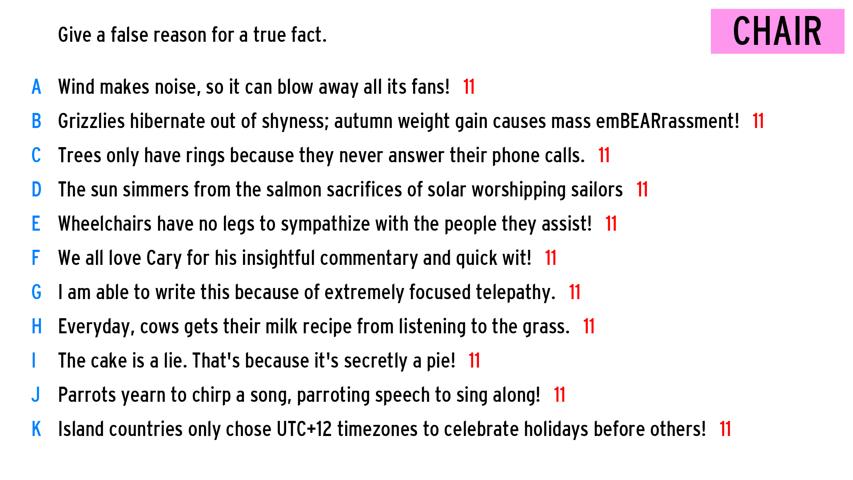 Give a false reason for a true fact.
CHAIR
A Wind makes noise, so it can blow away all its fans! 11
B Grizzlies hibernate out of shyness; autumn weight gain causes mass emBEARrassment! 11
C Trees only have rings because they never answer their phone calls. 11
D The sun simmers from the salmon sacrifices of solar worshipping sailors 11
E Wheelchairs have no legs to sympathize with the people they assist! 11
F We all love Cary for his insightful commentary and quick wit! 11
G I am able to write this because of extremely focused telepathy. 11
H Everyday, cows gets their milk recipe from listening to the grass. 11
I The cake is a lie. That's because it's secretly a pie! 11
J Parrots yearn to chirp a song, parroting speech to sing along! 11
K Island countries only chose UTC+12 timezones to celebrate holidays before others! 11